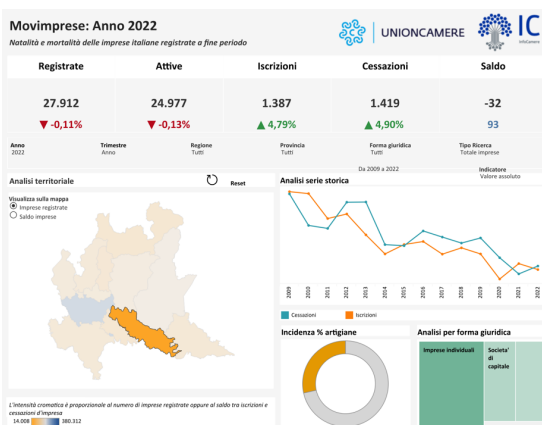 Movimprese: Anno 2022
Natalità e mortalità delle imprese italiane registrate a fine periodo
UNIONCAMERE
IC
InfoCamere
Registrate
Attive
Iscrizioni
Cessazioni
Saldo
27.912
24.977
1.387
1.419
-32
▼ -0,11%
▼ -0,13%
▲ 4,79%
▲ 4,90%
93
Anno
2022
Trimestre
Anno
Regione
Tutti
Provincia
Tutti
Forma giuridica
Tutti
Tipo Ricerca
Totale imprese
Da 2009 a 2022
Indicatore
Valore assoluto
Analisi territoriale
Reset
Visualizza sulla mappa
Imprese registrate
Saldo imprese
L'intensità cromatica è proporzionale al numero di imprese registrate oppure al saldo tra iscrizioni e
cessazioni d'impresa
14.008
380.312
Analisi serie storica
2009 2010 2011 2012 2013 2014 2015 2016 2017 2018 2019 2020 2021 2022
Cessazioni
Iscrizioni
Incidenza % artigiane
Analisi per forma giuridica
Imprese individuali
Societa'
di
capitale